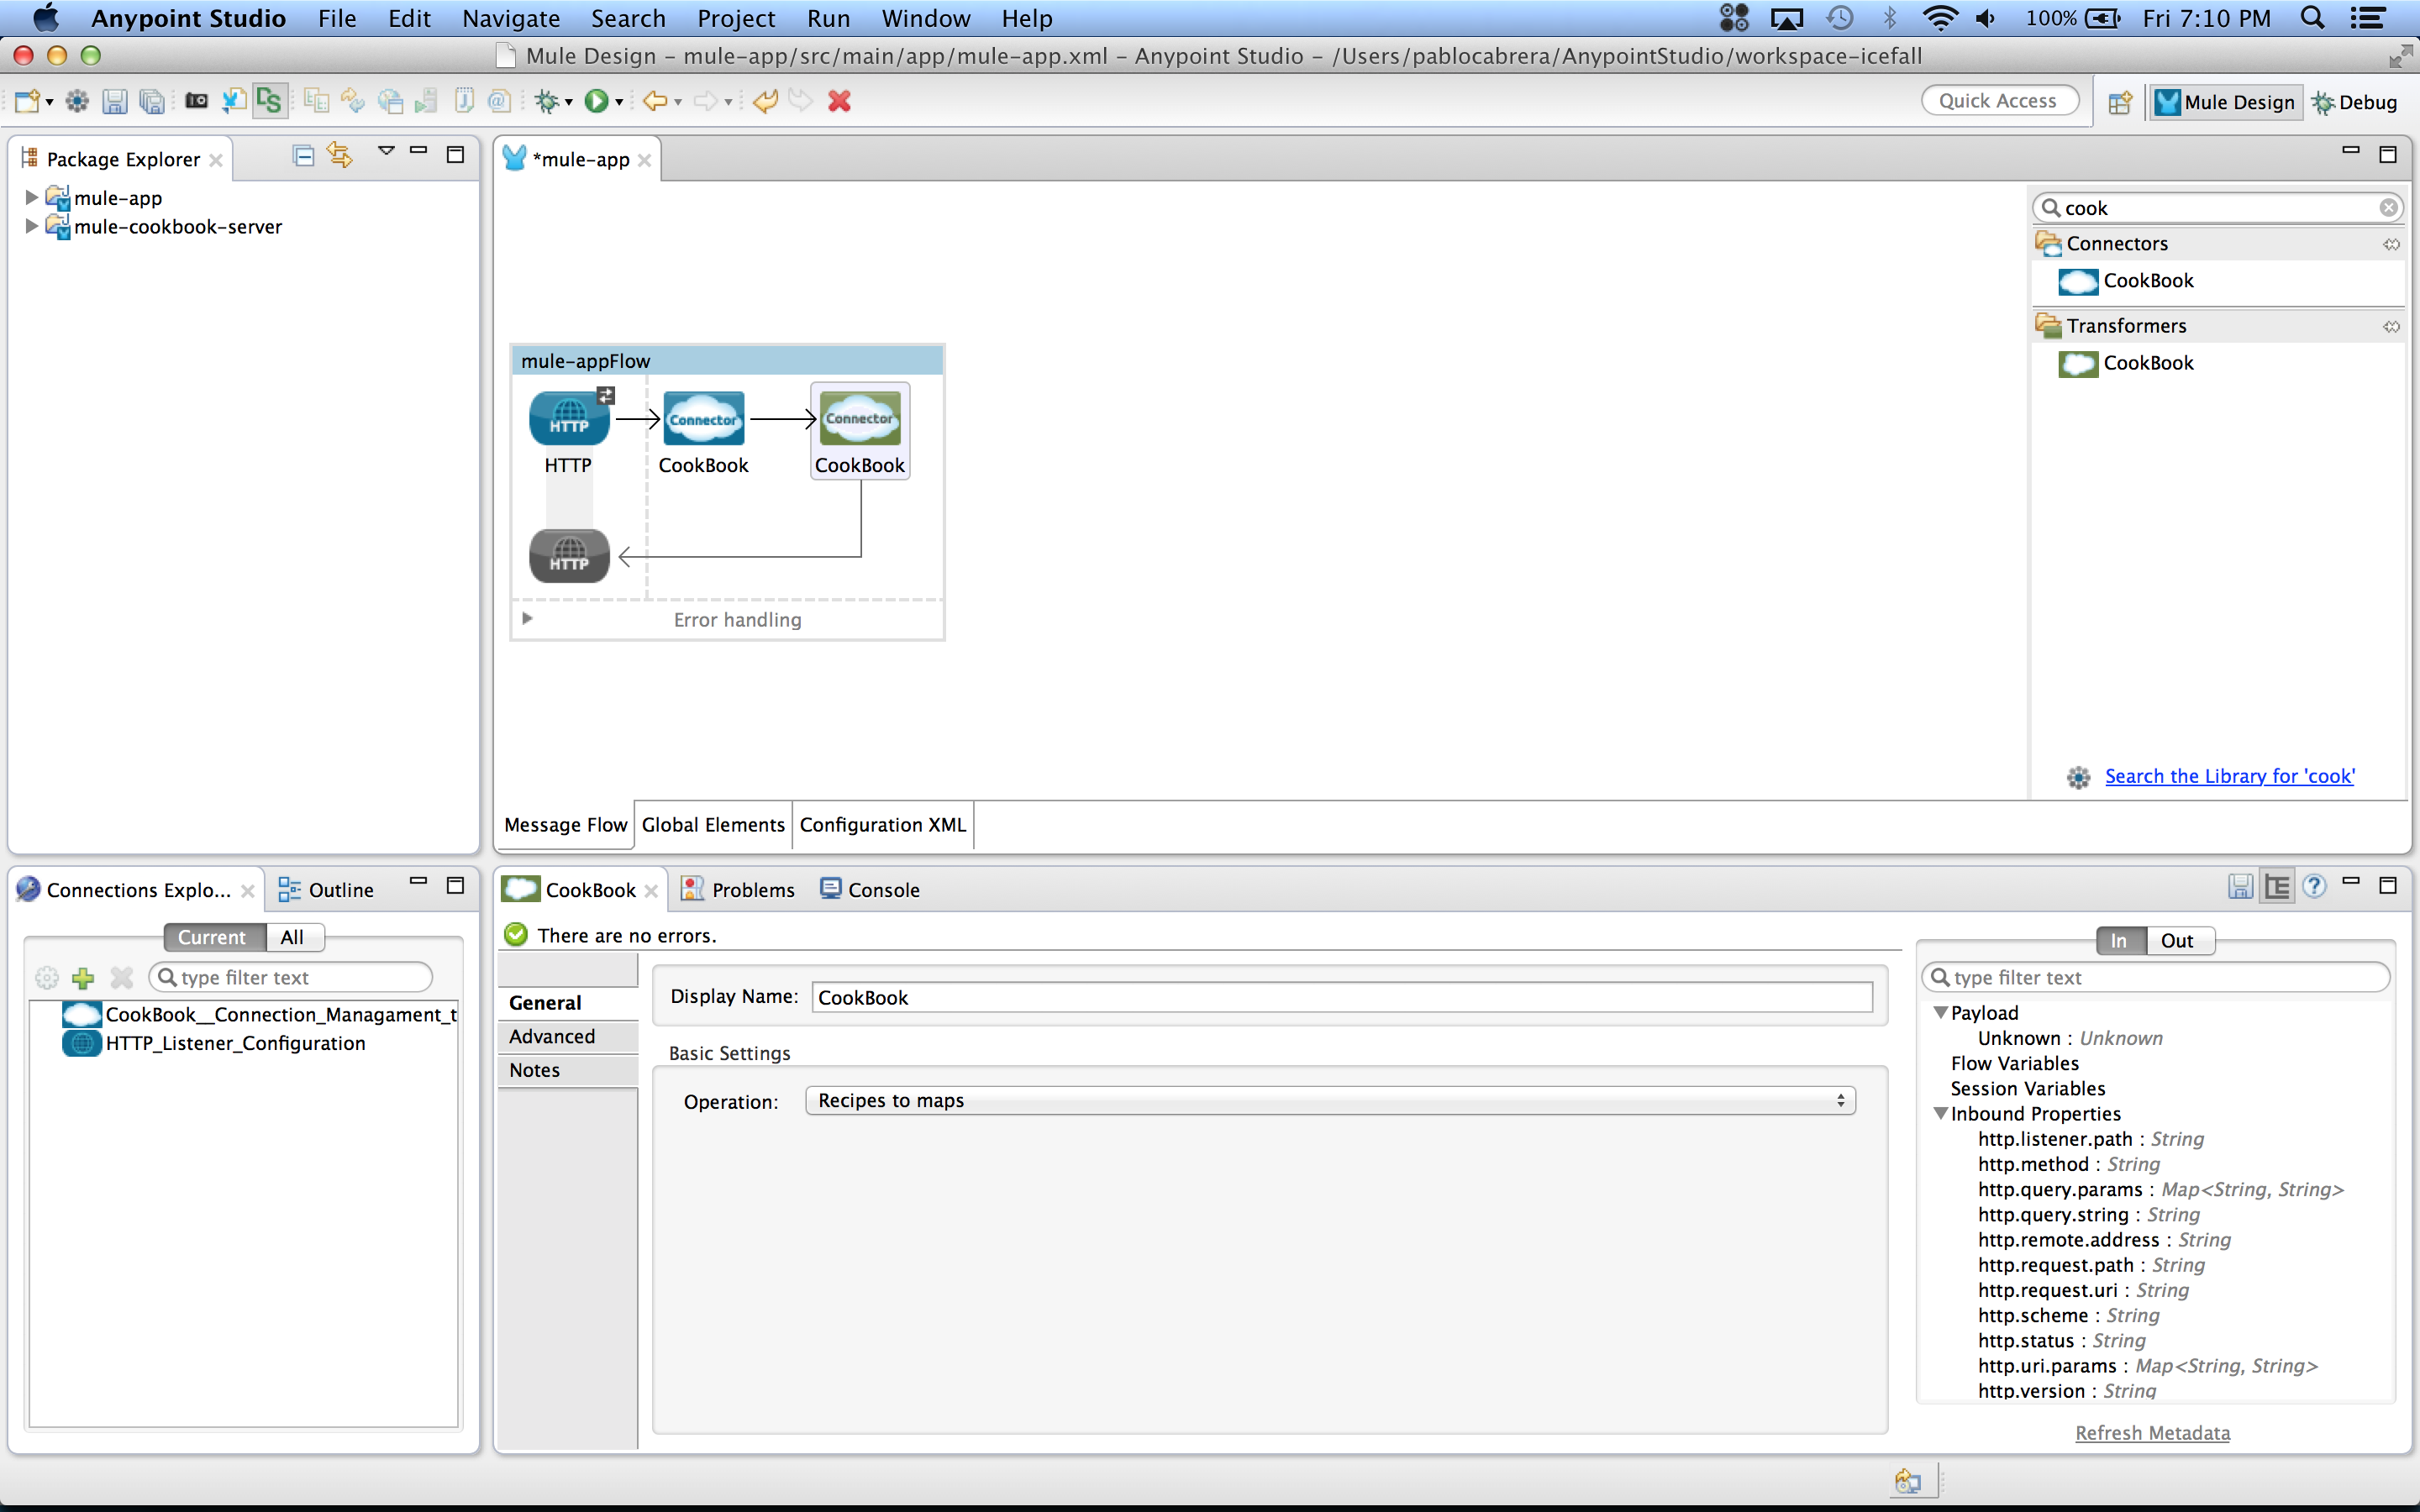 Anypoint Studio File Edit Navigate Search Project Run Window Help 100% Fri 7:10 PM
Mule Design – mule-app/src/main/app/mule-app.xml – Anypoint Studio – /Users/pablocabrera/AnypointStudio/workspace-icefall
Quick Access Mule Design Debug
Package Explorer
mule-app
mule-cookbook-server
*mule-app
mule-appFlow
HTTP Connector Connector
HTTP CookBook CookBook
HTTP
Error handling
cook
Connectors
CookBook
Transformers
CookBook
Search the Library for 'cook'
Message Flow Global Elements Configuration XML
Connections Explo... Outline
Current All
type filter text
CookBook__Connection_Managament_t
HTTP_Listener_Configuration
CookBook Problems Console
There are no errors.
General
Advanced
Notes
Display Name: CookBook
Basic Settings
Operation: Recipes to maps
In Out
type filter text
Payload
Unknown : Unknown
Flow Variables
Session Variables
Inbound Properties
http.listener.path : String
http.method : String
http.query.params : Map<String, String>
http.query.string : String
http.remote.address : String
http.request.path : String
http.request.uri : String
http.scheme : String
http.status : String
http.uri.params : Map<String, String>
http.version : String
Refresh Metadata